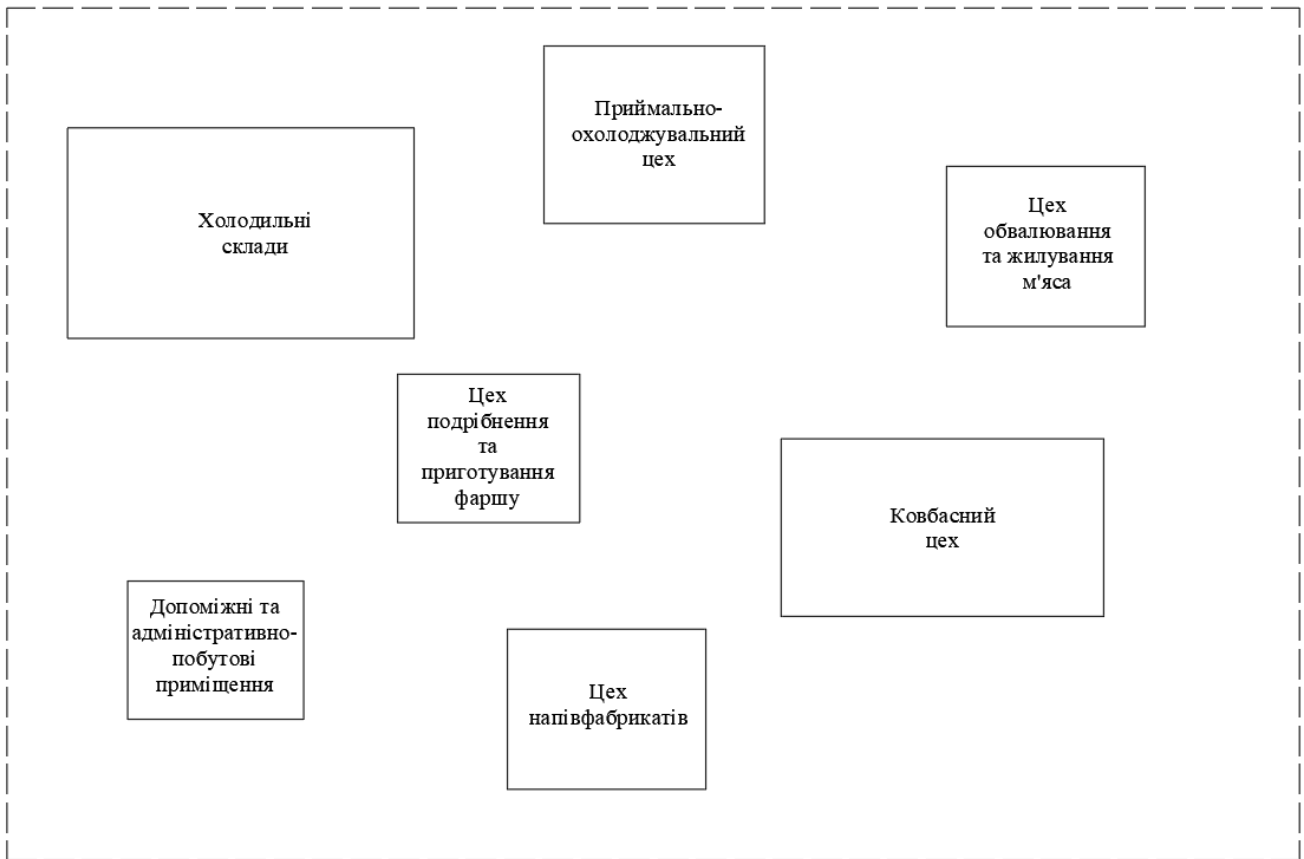 Приймально-
охолоджувальний
цех
Холодильні
склади
Цех
обвалювання
та жилування
м'яса
Цех
подрібнення
та
приготування
фаршу
Ковбасний
цех
Допоміжні та
адміністративно-
побутові
приміщення
Цех
напівфабрикатів